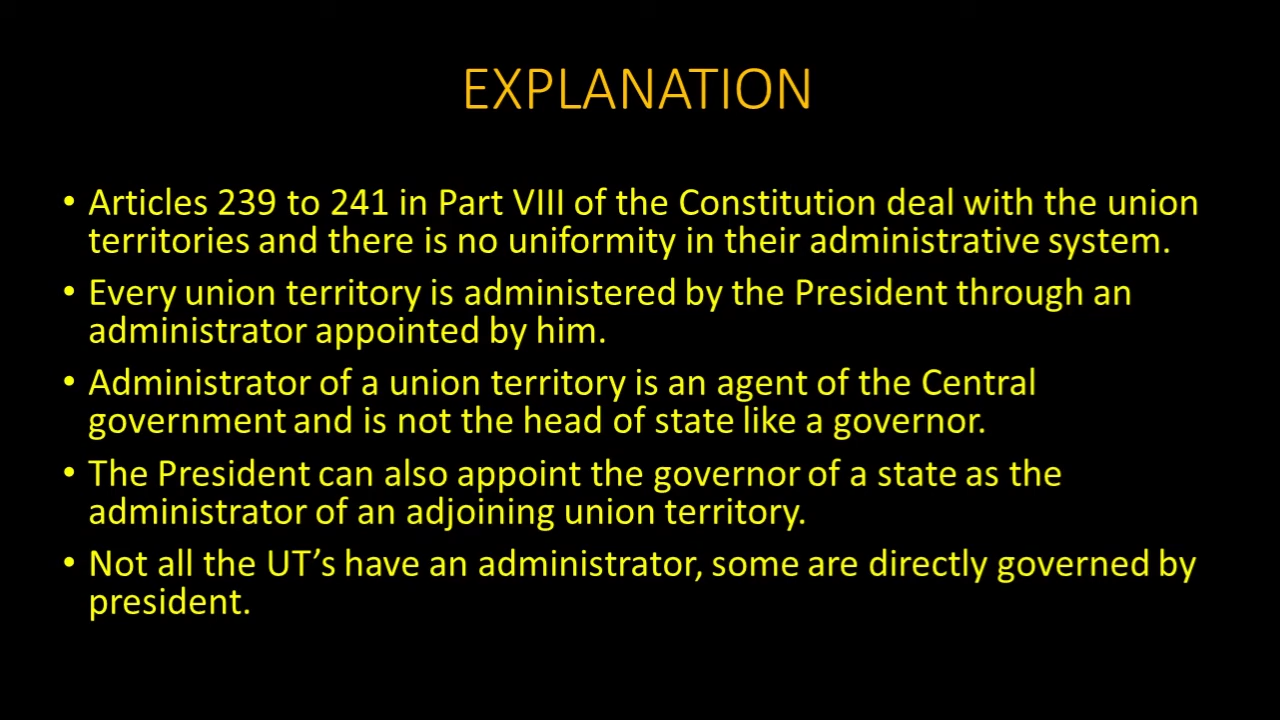 EXPLANATION
• Articles 239 to 241 in Part VIII of the Constitution deal with the union
territories and there is no uniformity in their administrative system.
• Every union territory is administered by the President through an
administrator appointed by him.
• Administrator of a union territory is an agent of the Central
government and is not the head of state like a governor.
• The President can also appoint the governor of a state as the
administrator of an adjoining union territory.
• Not all the UT’s have an administrator, some are directly governed by
president.